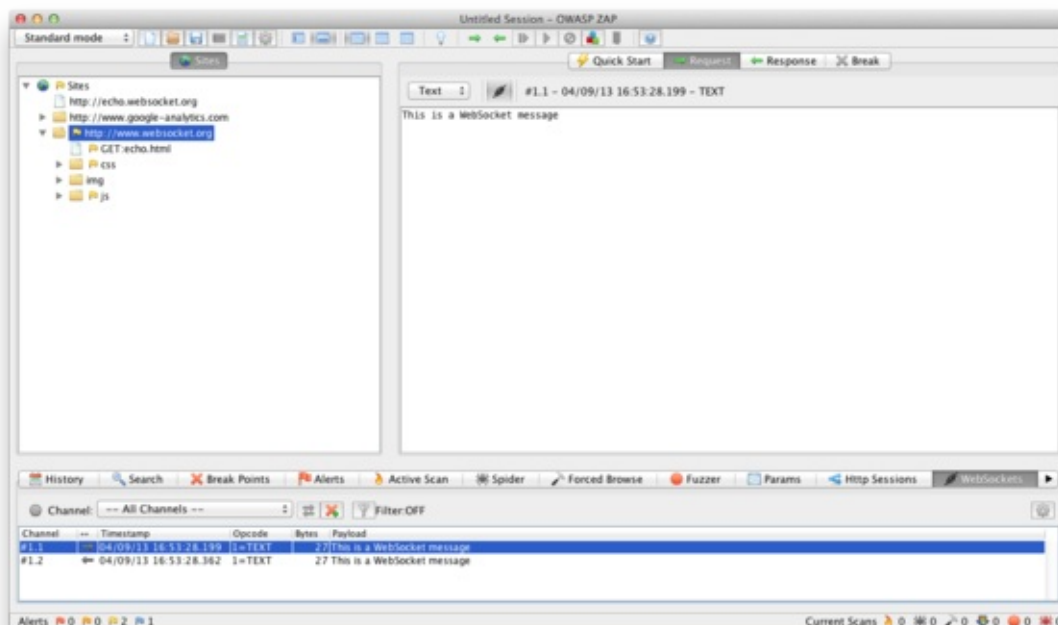 Untitled Session - OWASP ZAP
Standard mode
Sites
Quick Start Request Response Break
Sites
http://echo.websocket.org
http://www.google-analytics.com
http://www.websocket.org
GET:echo.html
css
img
js
Text #1.1 - 04/09/13 16:53:28.199 - TEXT
This is a WebSocket message
History Search Break Points Alerts Active Scan Spider Forced Browse Fuzzer Params Http Sessions WebSockets
Channel: -- All Channels -- Filter:OFF
Channel -- Timestamp Opcode Bytes Payload
#1.1 04/09/13 16:53:28.199 1=TEXT 27 This is a WebSocket message
#1.2 04/09/13 16:53:28.362 1=TEXT 27 This is a WebSocket message
Alerts 0 0 2 1 Current Scans 0 0 0 0 0